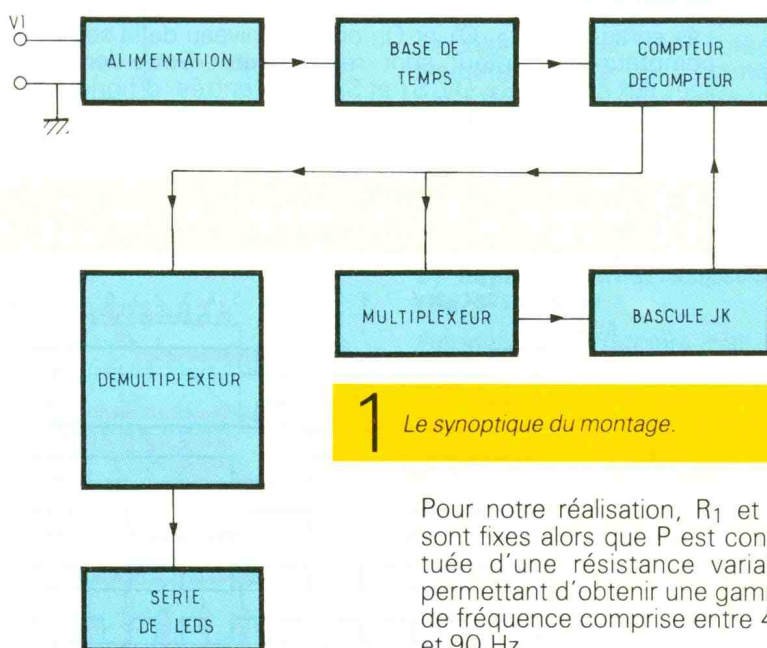 V1
ALIMENTATION
BASE DE
TEMPS
COMPTEUR
DECOMPTEUR
MULTIPLEXEUR
BASCULE JK
DEMULTIPLEXEUR
SERIE
DE LEDS
1 Le synoptique du montage.
Pour notre réalisation, R1 et
sont fixes alors que P est con
tuée d'une résistance varia
permettant d'obtenir une gam
de fréquence comprise entre 4
et 90 Hz